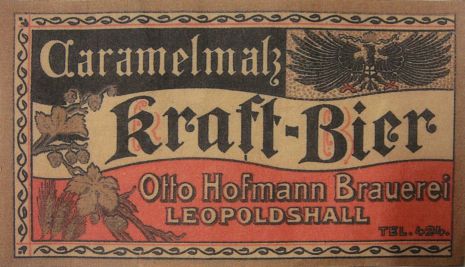 Caramelmalz
Kraft-Bier
Otto Hofmann Brauerei
LEOPOLDSHALL
TEL. 424.